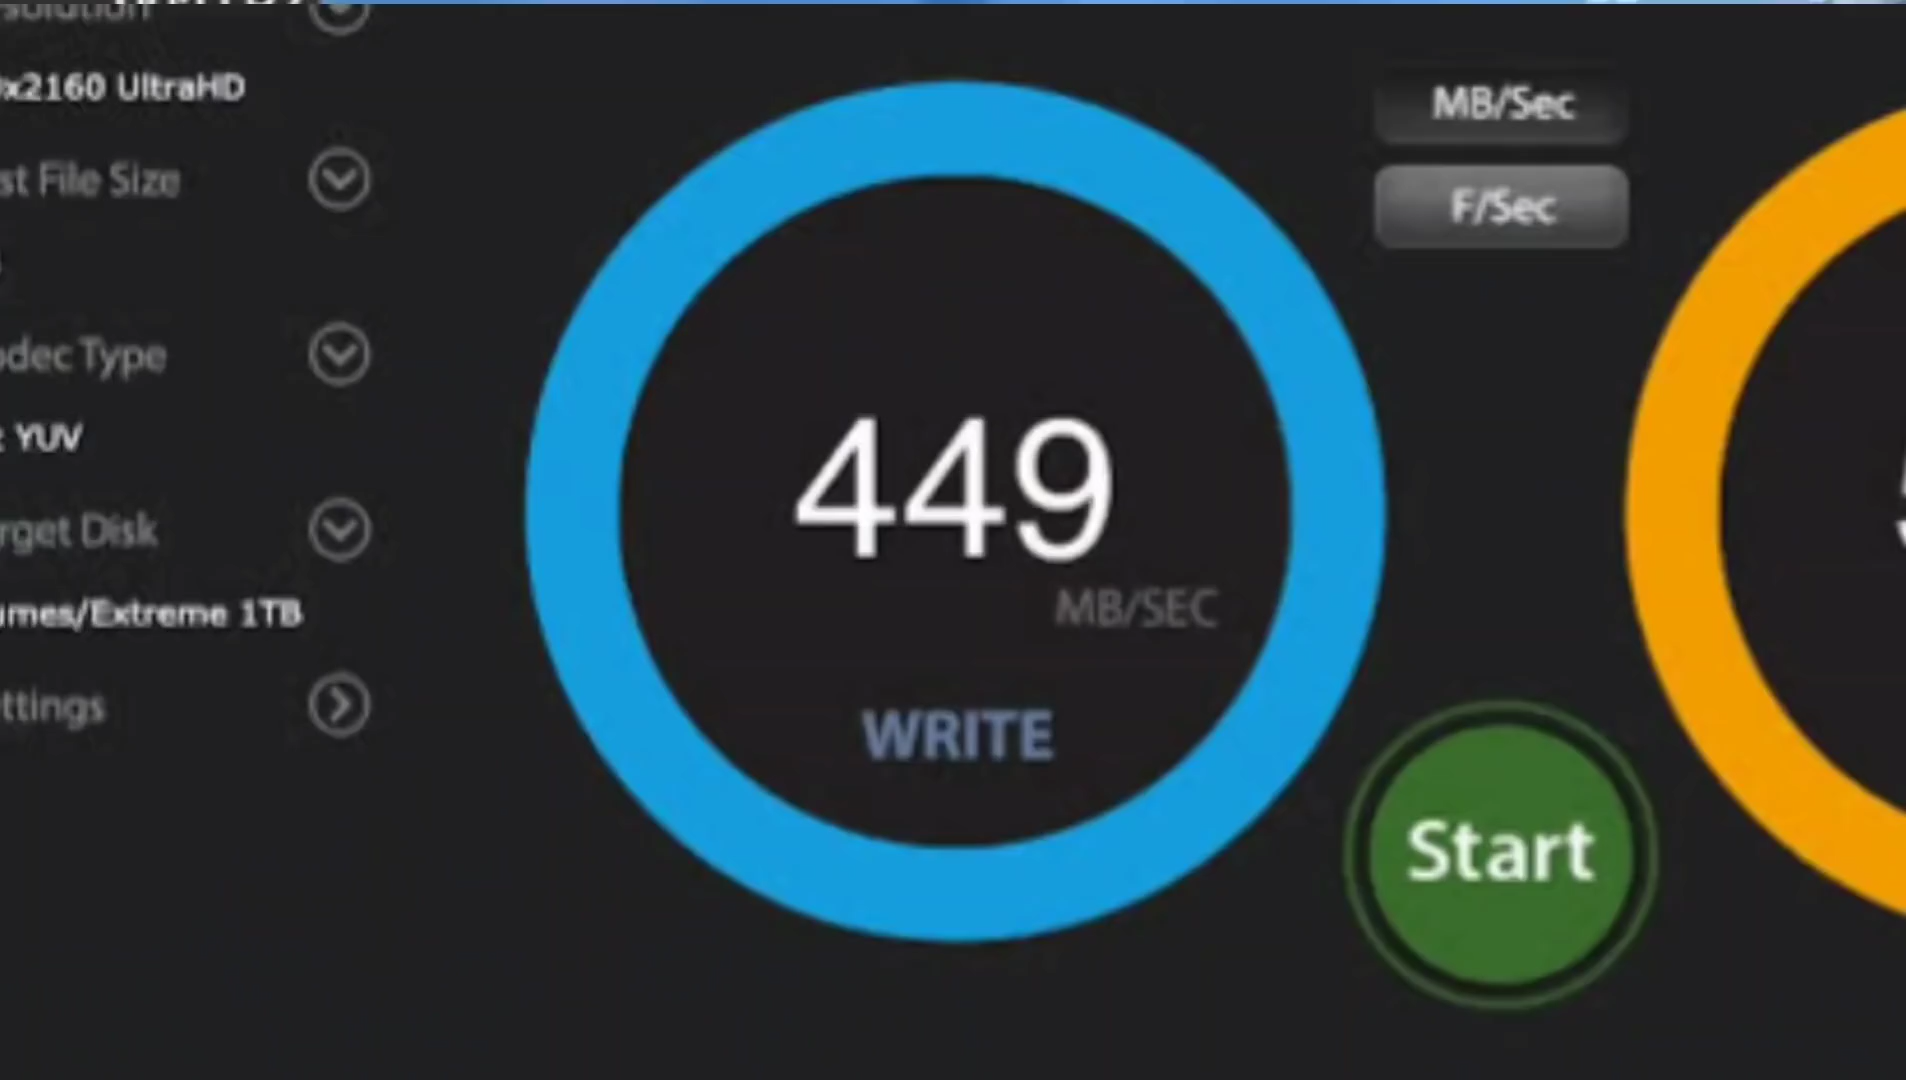 x2160 UltraHD
st File Size
odec Type
YUV
rget Disk
umes/Extreme 1TB
ttings
449
MB/SEC
WRITE
MB/Sec
F/Sec
Start